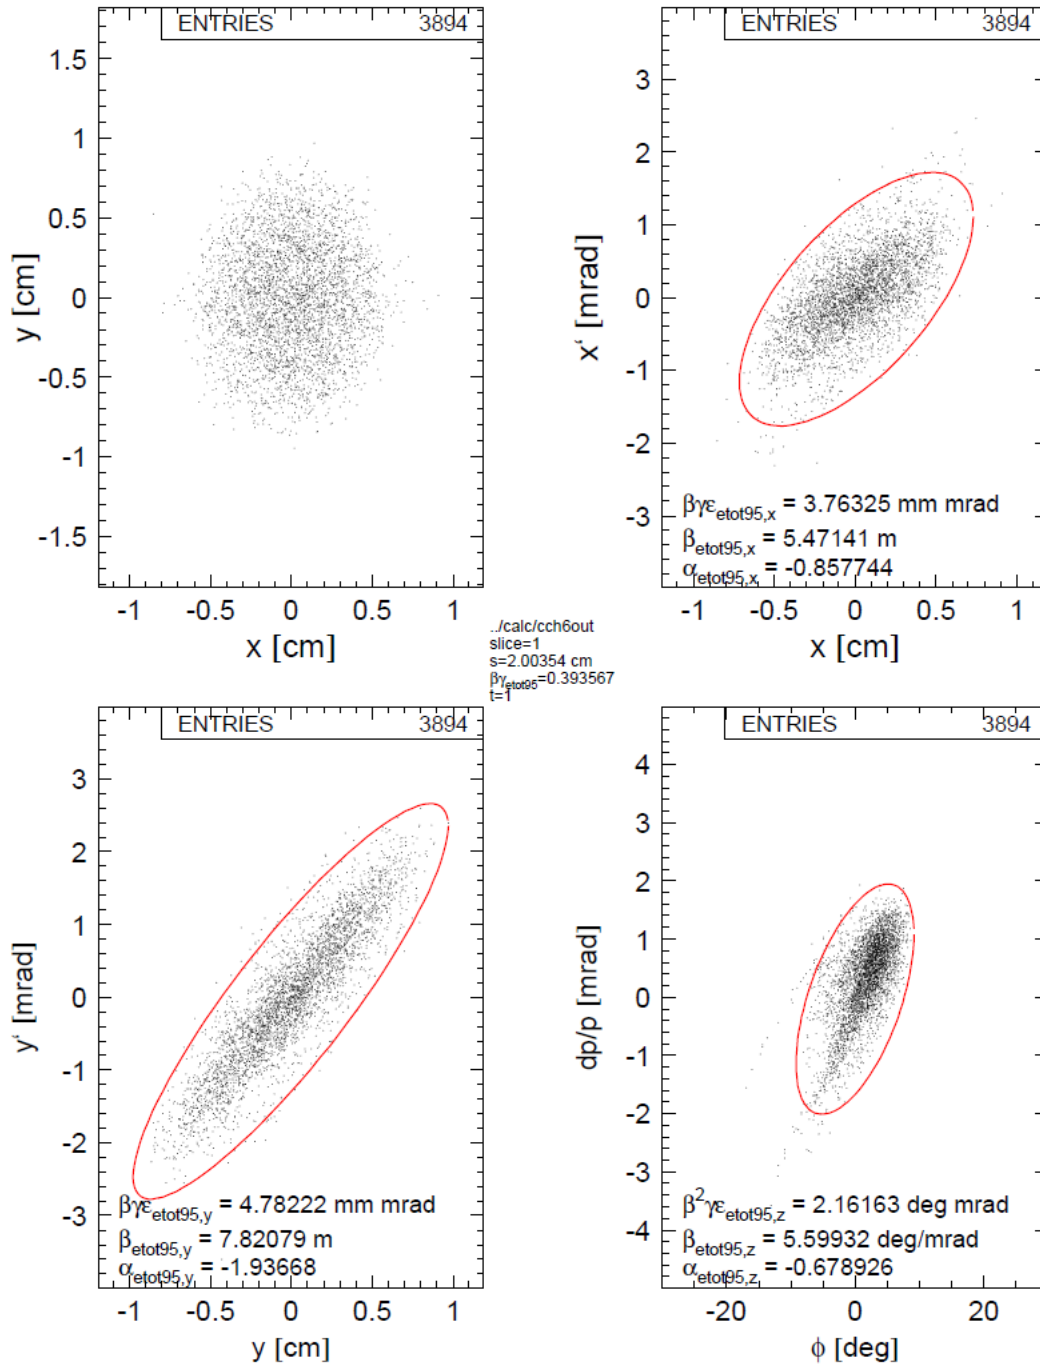 ENTRIES 3894
1.5
1
0.5
0
-0.5
-1
-1.5
y [cm]
-1 -0.5 0 0.5 1
x [cm]
ENTRIES 3894
3
2
1
0
-1
-2
-3
x‘ [mrad]
βγε_etot95,x = 3.76325 mm mrad
β_etot95,x = 5.47141 m
α_etot95,x = -0.857744
-1 -0.5 0 0.5 1
x [cm]
../calc/cch6out
slice=1
s=2.00354 cm
βγ_etot95=0.393567
t=1
ENTRIES 3894
3
2
1
0
-1
-2
-3
y‘ [mrad]
βγε_etot95,y = 4.78222 mm mrad
β_etot95,y = 7.82079 m
α_etot95,y = -1.93668
-1 -0.5 0 0.5 1
y [cm]
ENTRIES 3894
4
3
2
1
0
-1
-2
-3
-4
dp/p [mrad]
β²γε_etot95,z = 2.16163 deg mrad
β_etot95,z = 5.59932 deg/mrad
α_etot95,z = -0.678926
-20 0 20
ϕ [deg]